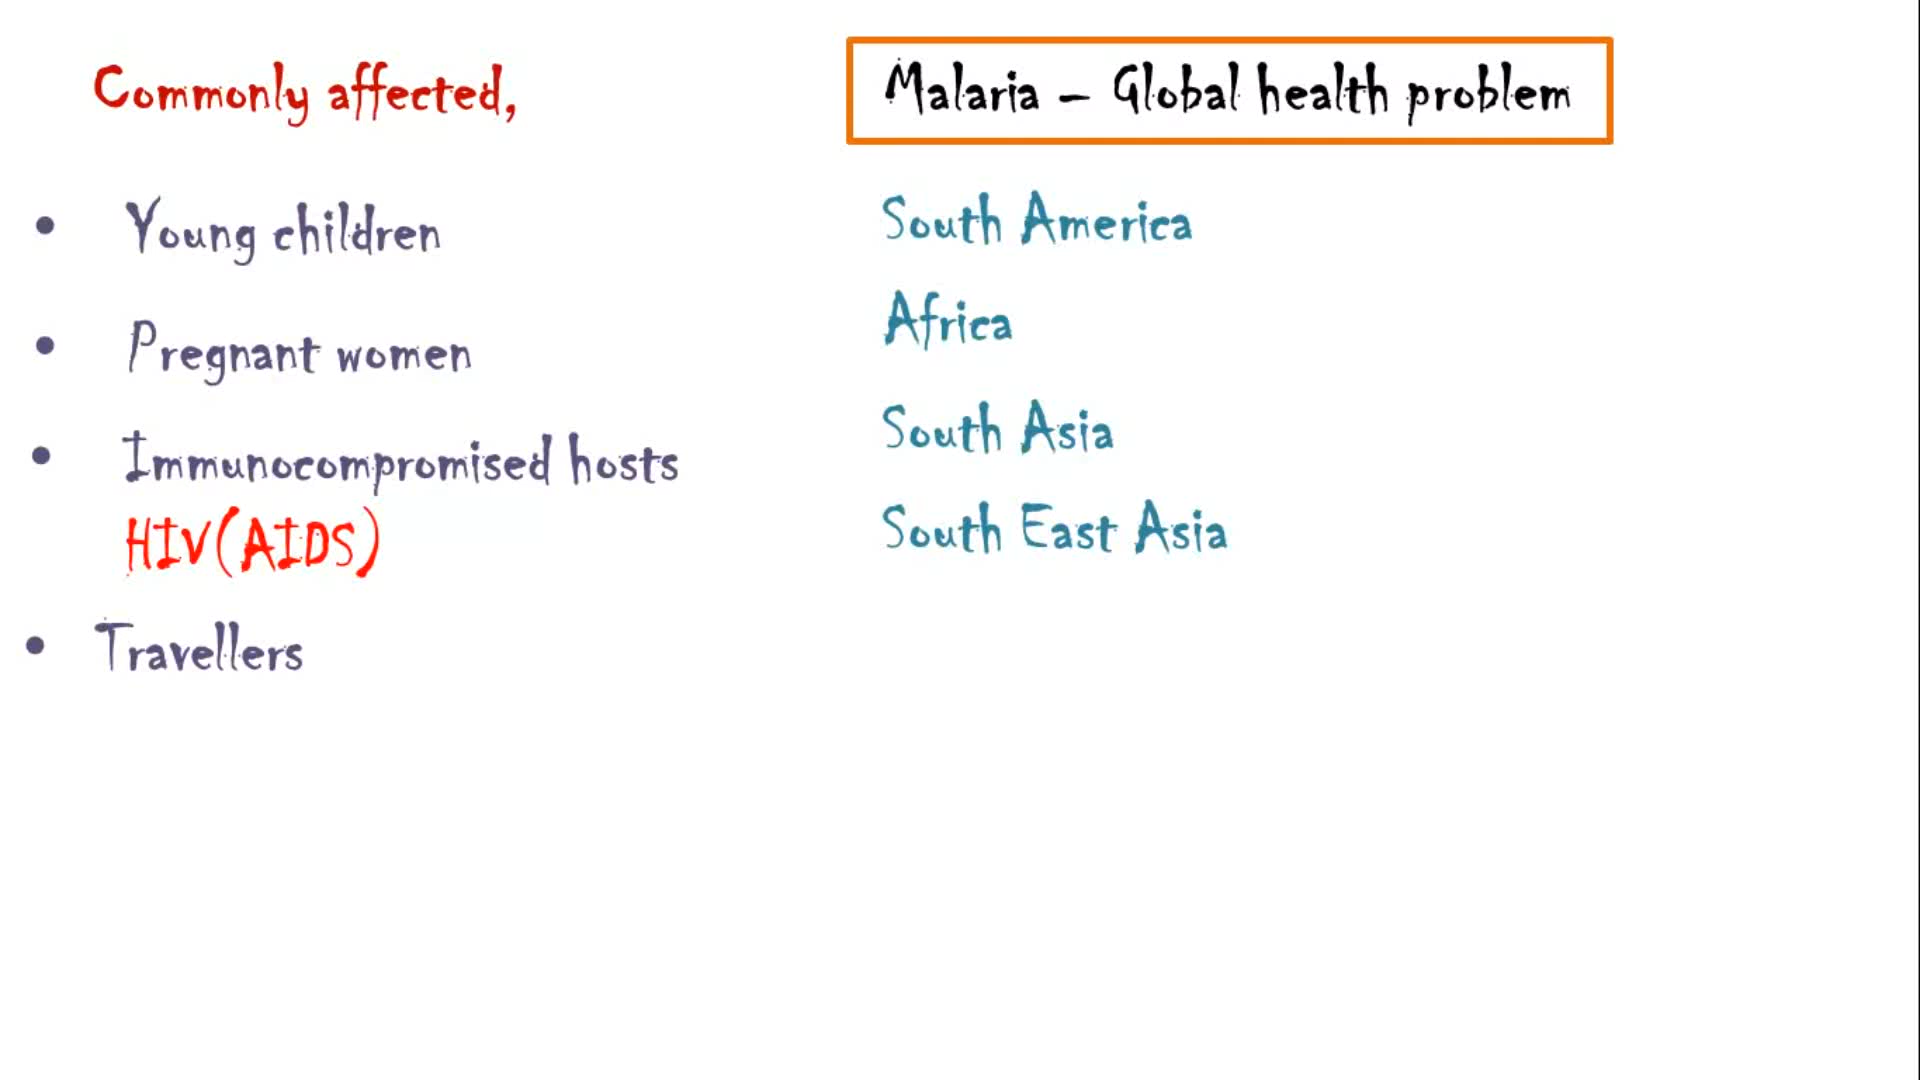 Commonly affected,
• Young children
• Pregnant women
• Immunocompromised hosts
HIV(AIDS)
• Travellers
Malaria – Global health problem
South America
Africa
South Asia
South East Asia